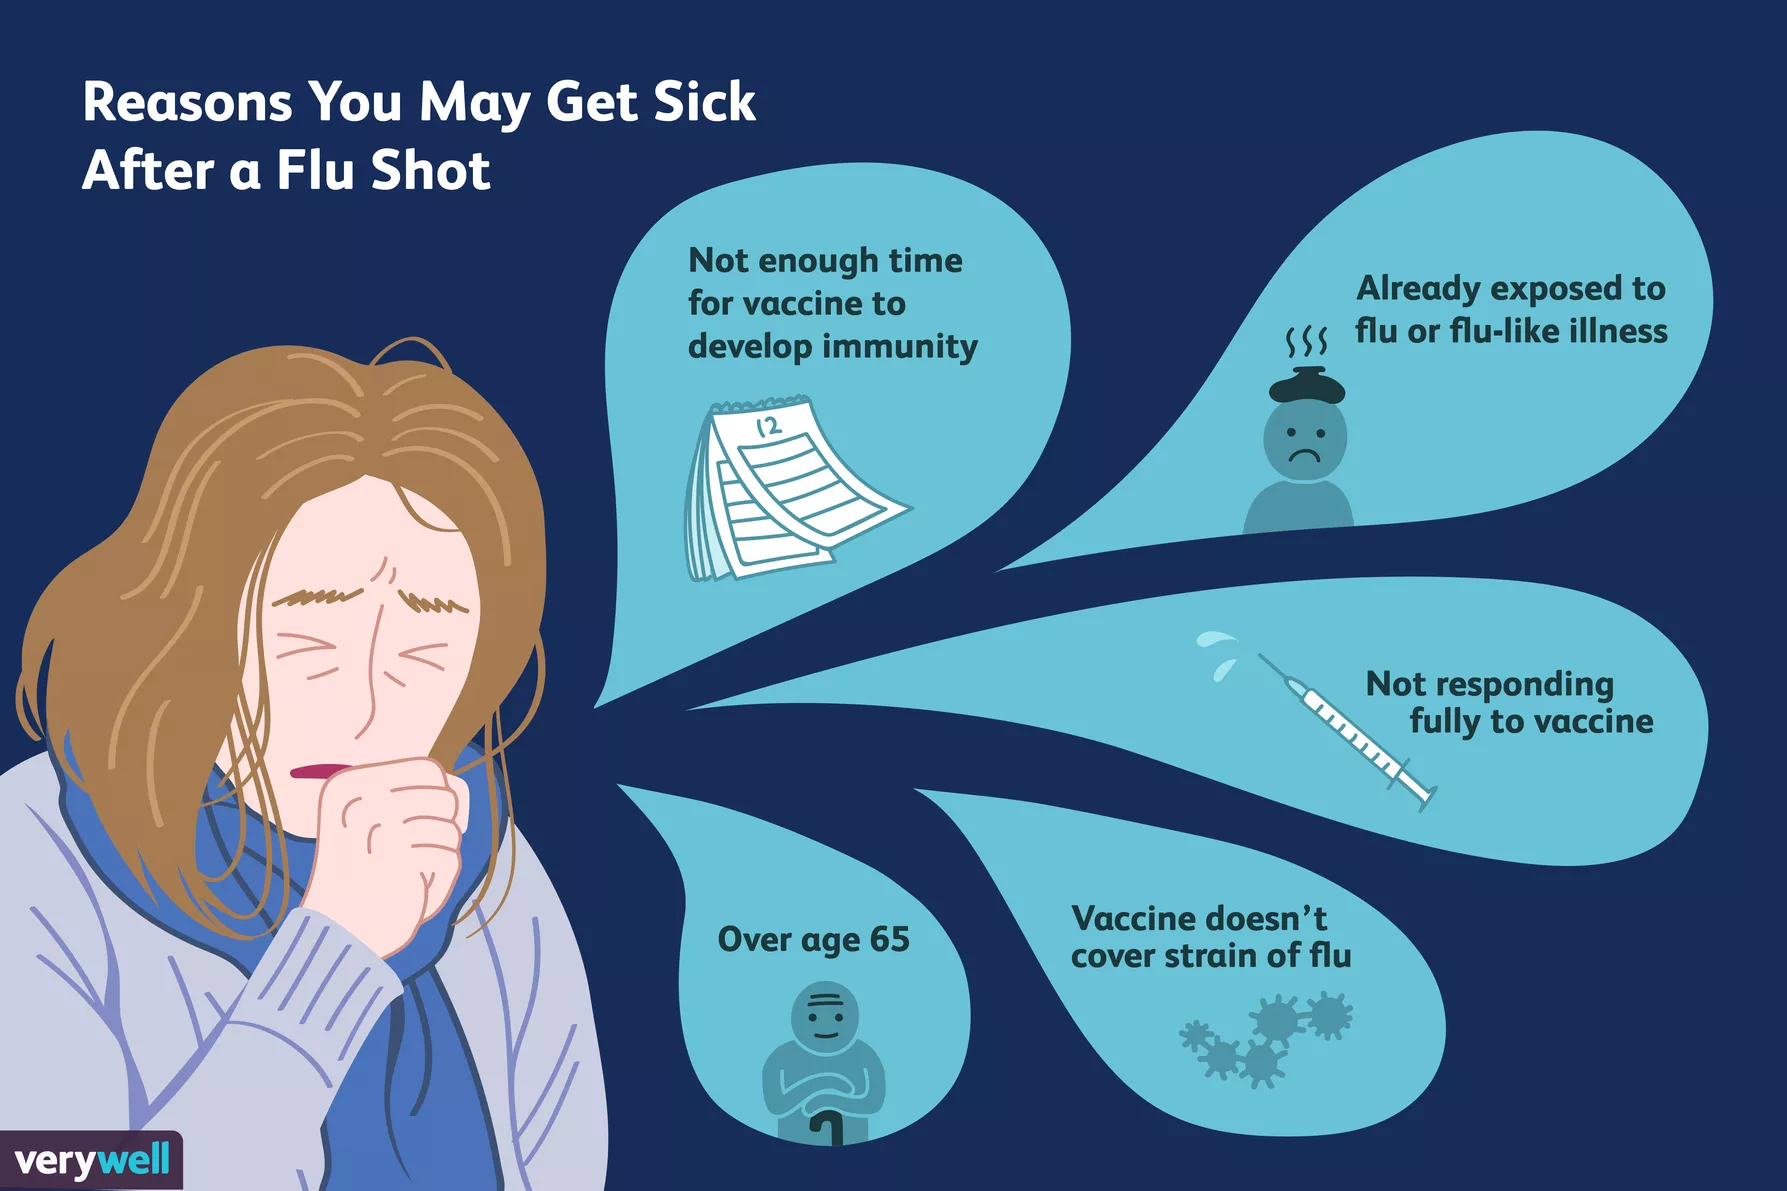 Reasons You May Get Sick
After a Flu Shot
Not enough time
for vaccine to
develop immunity
12
Already exposed to
flu or flu-like illness
Not responding
fully to vaccine
Over age 65
Vaccine doesn't
cover strain of flu
verywell